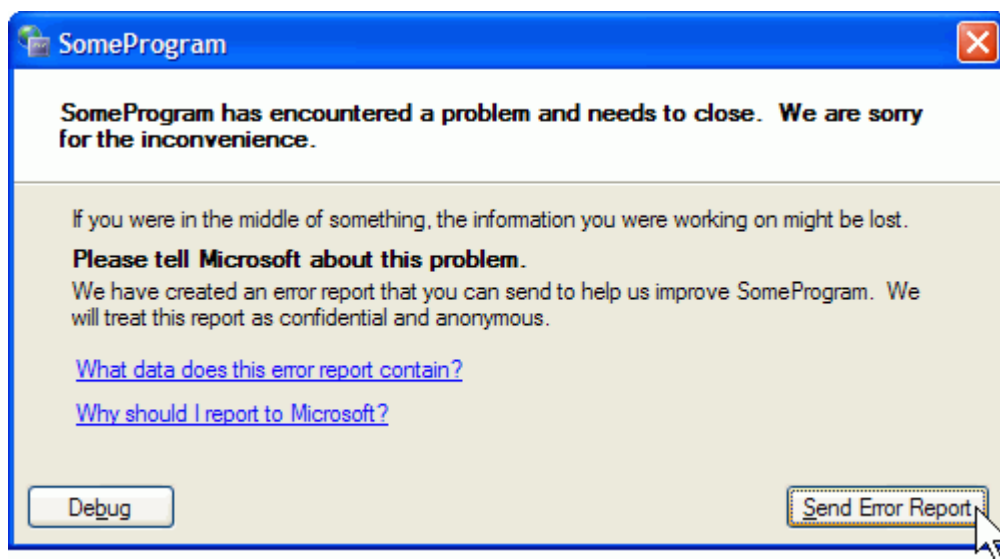 SomeProgram
SomeProgram has encountered a problem and needs to close.  We are sorry
for the inconvenience.
If you were in the middle of something, the information you were working on might be lost.
Please tell Microsoft about this problem.
We have created an error report that you can send to help us improve SomeProgram.  We
will treat this report as confidential and anonymous.
What data does this error report contain?
Why should I report to Microsoft?
Debug
Send Error Report